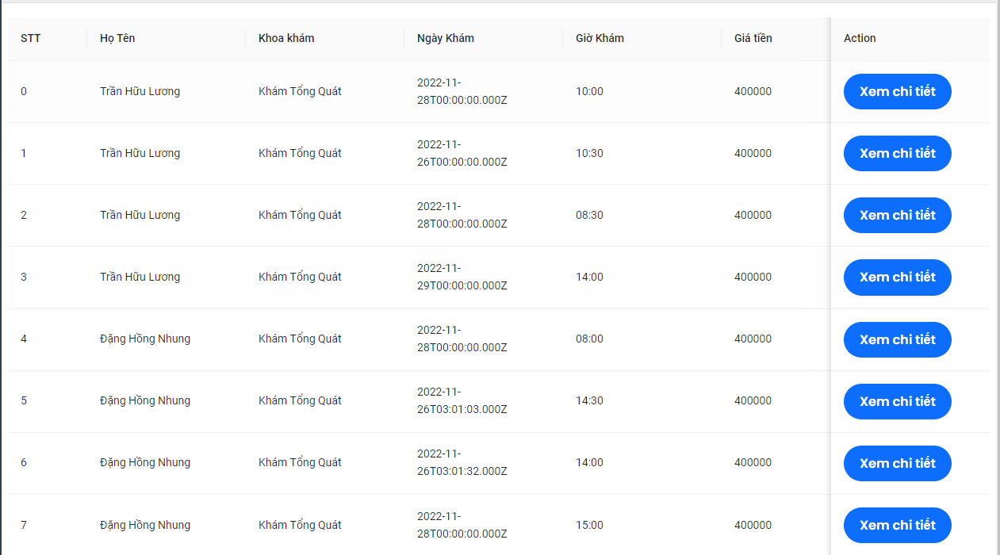 STT Họ Tên Khoa khám Ngày Khám Giờ Khám Giá tiền Action
0 Trần Hữu Lương Khám Tổng Quát 2022-11-
28T00:00:00.000Z 10:00 400000 Xem chi tiết
1 Trần Hữu Lương Khám Tổng Quát 2022-11-
26T00:00:00.000Z 10:30 400000 Xem chi tiết
2 Trần Hữu Lương Khám Tổng Quát 2022-11-
28T00:00:00.000Z 08:30 400000 Xem chi tiết
3 Trần Hữu Lương Khám Tổng Quát 2022-11-
29T00:00:00.000Z 14:00 400000 Xem chi tiết
4 Đặng Hồng Nhung Khám Tổng Quát 2022-11-
28T00:00:00.000Z 08:00 400000 Xem chi tiết
5 Đặng Hồng Nhung Khám Tổng Quát 2022-11-
26T03:01:03.000Z 14:30 400000 Xem chi tiết
6 Đặng Hồng Nhung Khám Tổng Quát 2022-11-
26T03:01:32.000Z 14:00 400000 Xem chi tiết
7 Đặng Hồng Nhung Khám Tổng Quát 2022-11-
28T00:00:00.000Z 15:00 400000 Xem chi tiết